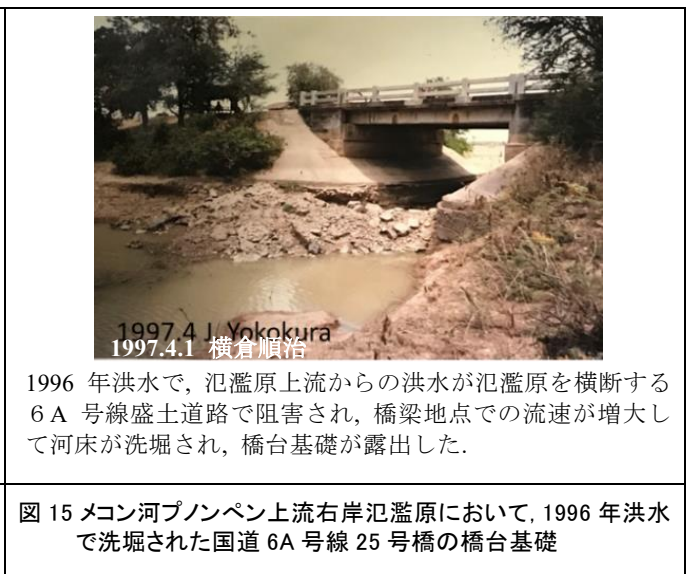 1997.4 J. Yokokura
1997.4.1 横倉順治
1996 年洪水で, 氾濫原上流からの洪水が氾濫原を横断する
６A 号線盛土道路で阻害され, 橋梁地点での流速が増大し
て河床が洗堀され, 橋台基礎が露出した.
図 15 メコン河プノンペン上流右岸氾濫原において, 1996 年洪水
で洗堀された国道 6A 号線 25 号橋の橋台基礎